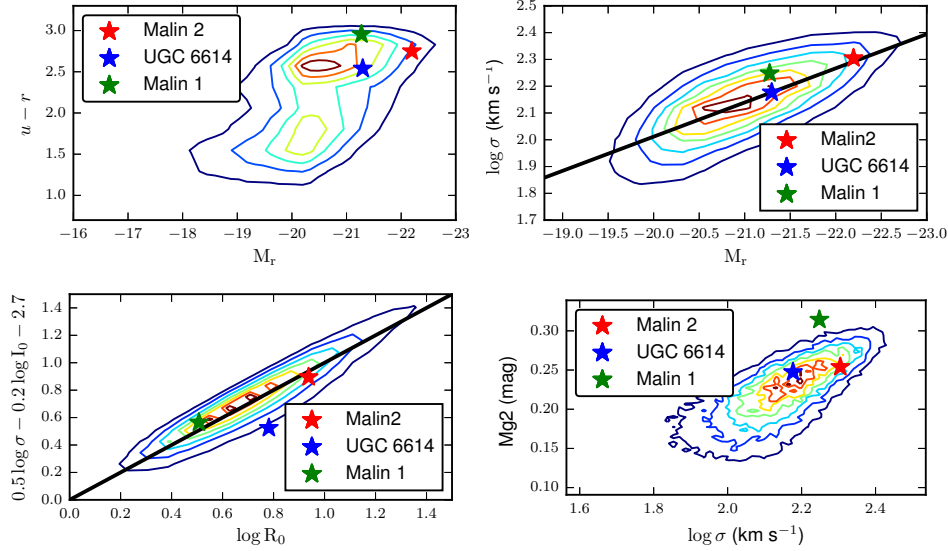 3.0
2.5
2.0
1.5
1.0
u − r
Malin 2
UGC 6614
Malin 1
−16 −17 −18 −19 −20 −21 −22 −23
M_r
2.5
2.4
2.3
2.2
2.1
2.0
1.9
1.8
1.7
log σ (km s⁻¹)
Malin2
UGC 6614
Malin 1
−19.0 −19.5 −20.0 −20.5 −21.0 −21.5 −22.0 −22.5 −23.0
M_r
1.4
1.2
1.0
0.8
0.6
0.4
0.2
0.0
0.5 log σ − 0.2 log I₀ − 2.7
Malin2
UGC 6614
Malin 1
0.0 0.2 0.4 0.6 0.8 1.0 1.2 1.4
log R₀
0.30
0.25
0.20
0.15
0.10
Mg2 (mag)
Malin 2
UGC 6614
Malin 1
1.6 1.8 2.0 2.2 2.4
log σ (km s⁻¹)